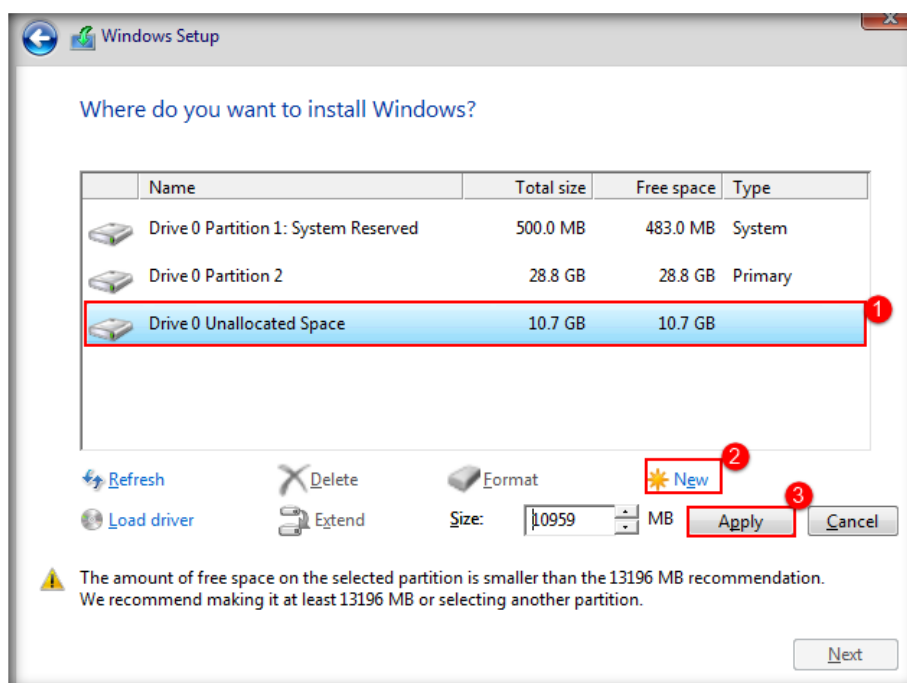 Windows Setup
Where do you want to install Windows?
Name Total size Free space Type
Drive 0 Partition 1: System Reserved 500.0 MB 483.0 MB System
Drive 0 Partition 2 28.8 GB 28.8 GB Primary
Drive 0 Unallocated Space 10.7 GB 10.7 GB
1
2
Refresh Delete Format New
3
Load driver Extend Size: 10959 MB Apply Cancel
The amount of free space on the selected partition is smaller than the 13196 MB recommendation.
We recommend making it at least 13196 MB or selecting another partition.
Next